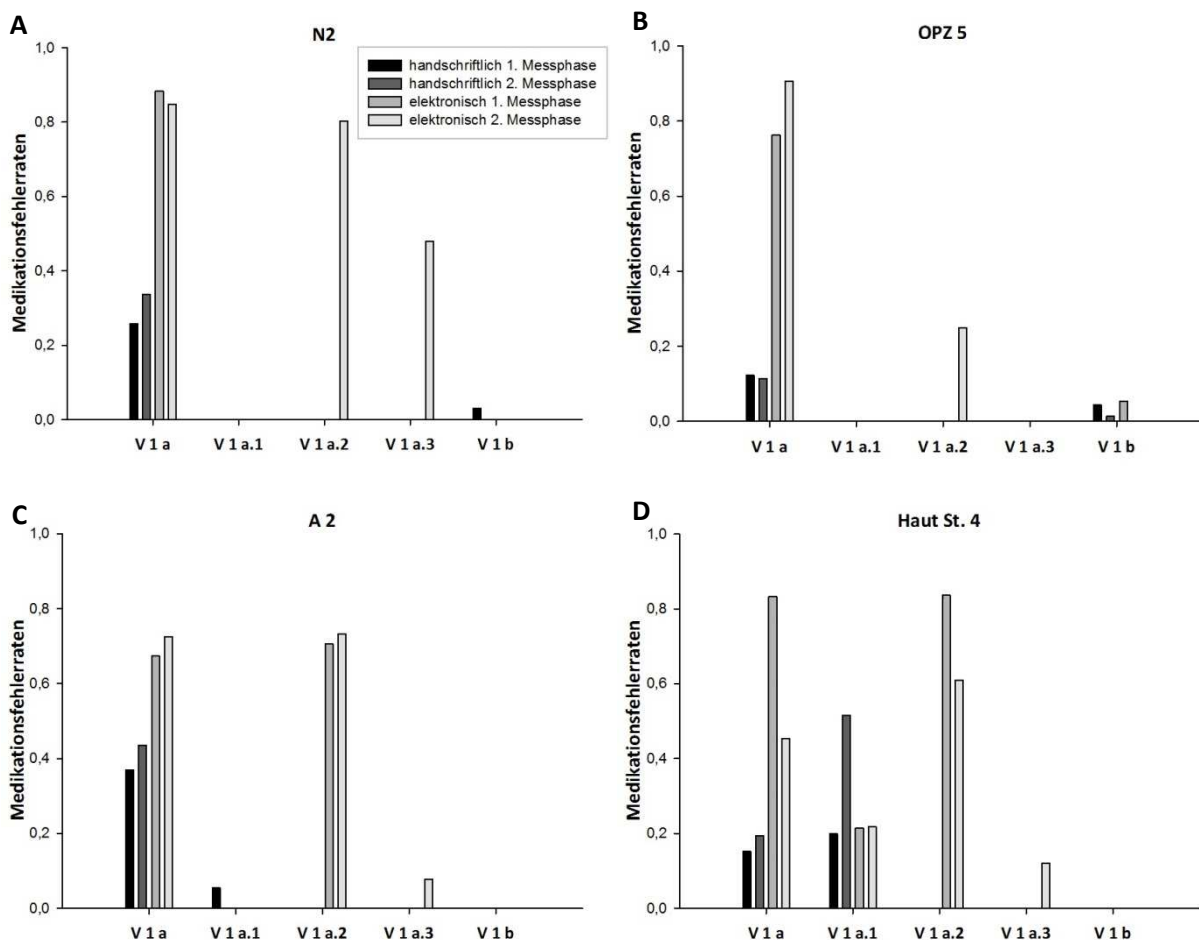 A
N2
handschriftlich 1. Messphase
handschriftlich 2. Messphase
elektronisch 1. Messphase
elektronisch 2. Messphase
Medikationsfehlerraten
1,0
0,8
0,6
0,4
0,2
0,0
V 1 a V 1 a.1 V 1 a.2 V 1 a.3 V 1 b
B
OPZ 5
Medikationsfehlerraten
1,0
0,8
0,6
0,4
0,2
0,0
V 1 a V 1 a.1 V 1 a.2 V 1 a.3 V 1 b
C
A 2
Medikationsfehlerraten
1,0
0,8
0,6
0,4
0,2
0,0
V 1 a V 1 a.1 V 1 a.2 V 1 a.3 V 1 b
D
Haut St. 4
Medikationsfehlerraten
1,0
0,8
0,6
0,4
0,2
0,0
V 1 a V 1 a.1 V 1 a.2 V 1 a.3 V 1 b